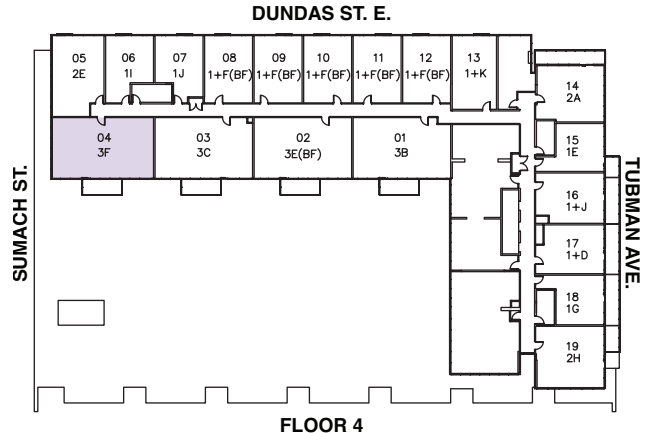 DUNDAS ST. E.
05
2E
06
1I
07
1J
08
1+F(BF)
09
1+F(BF)
10
1+F(BF)
11
1+F(BF)
12
1+F(BF)
13
1+K
14
2A
04
3F
03
3C
02
3E(BF)
01
3B
15
1E
16
1+J
17
1+D
18
1G
19
2H
SUMACH ST.
TUBMAN AVE.
FLOOR 4